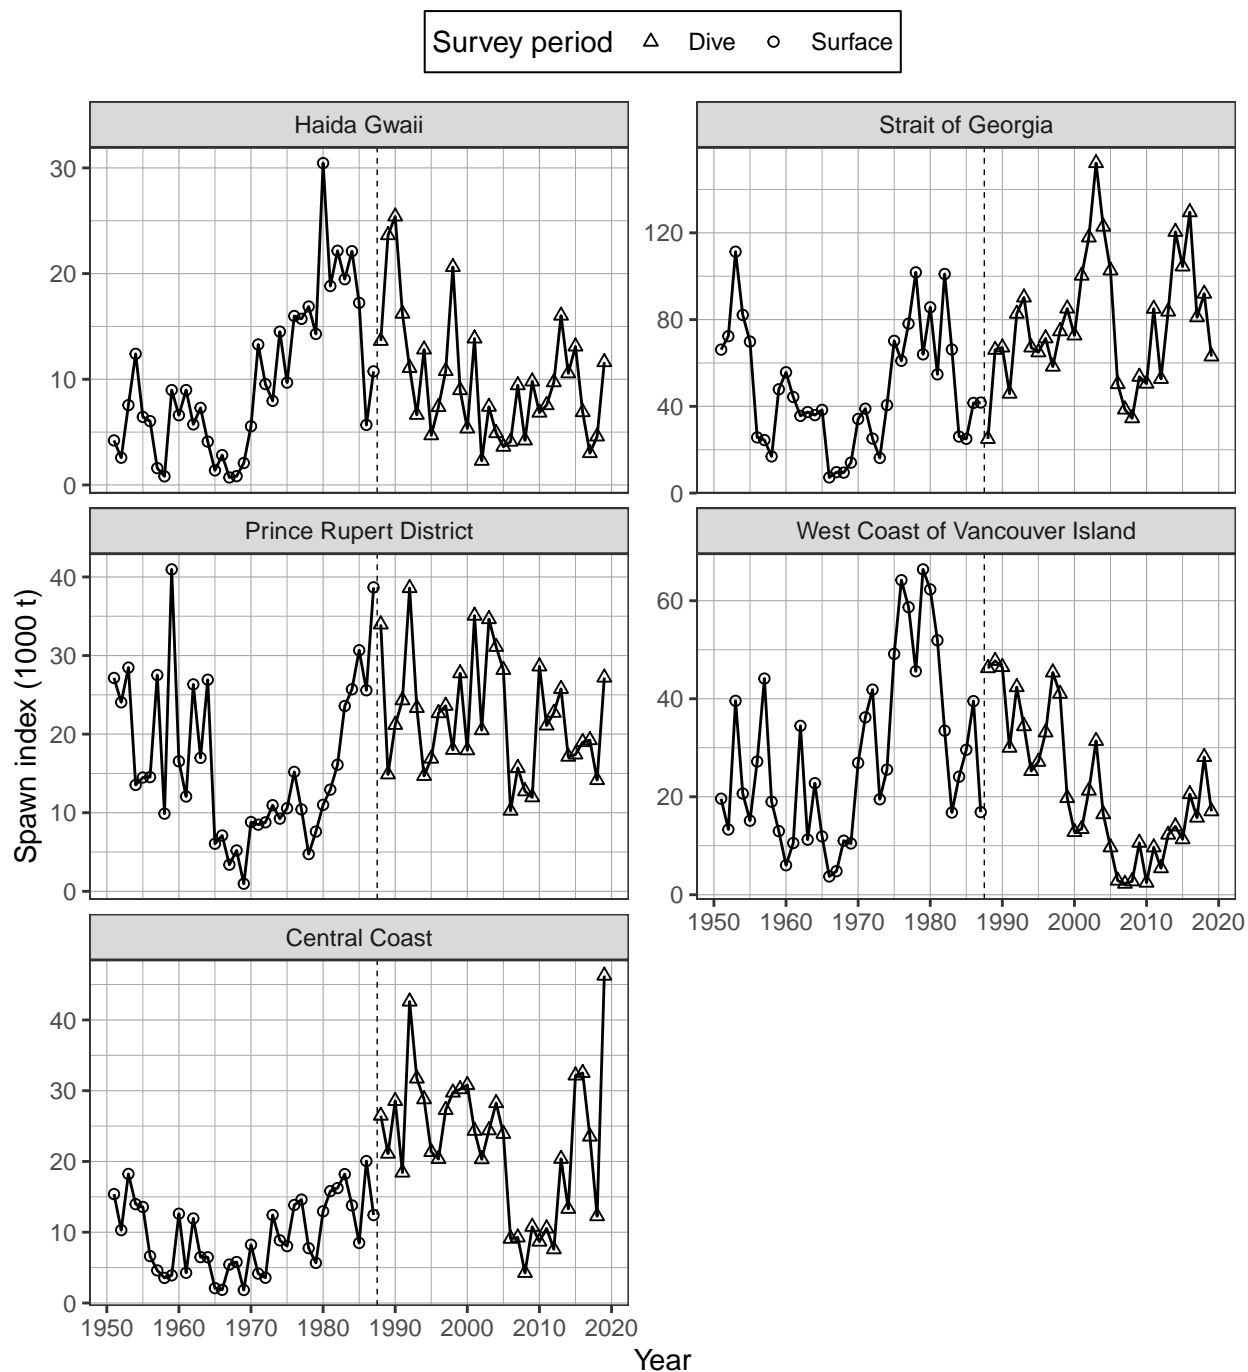 Survey period Dive Surface
Haida Gwaii
30
20
10
0
Strait of Georgia
120
80
40
0
Prince Rupert District
40
30
20
10
0
West Coast of Vancouver Island
60
40
20
0
1950 1960 1970 1980 1990 2000 2010 2020
Central Coast
40
30
20
10
0
1950 1960 1970 1980 1990 2000 2010 2020
Spawn index (1000 t)
Year